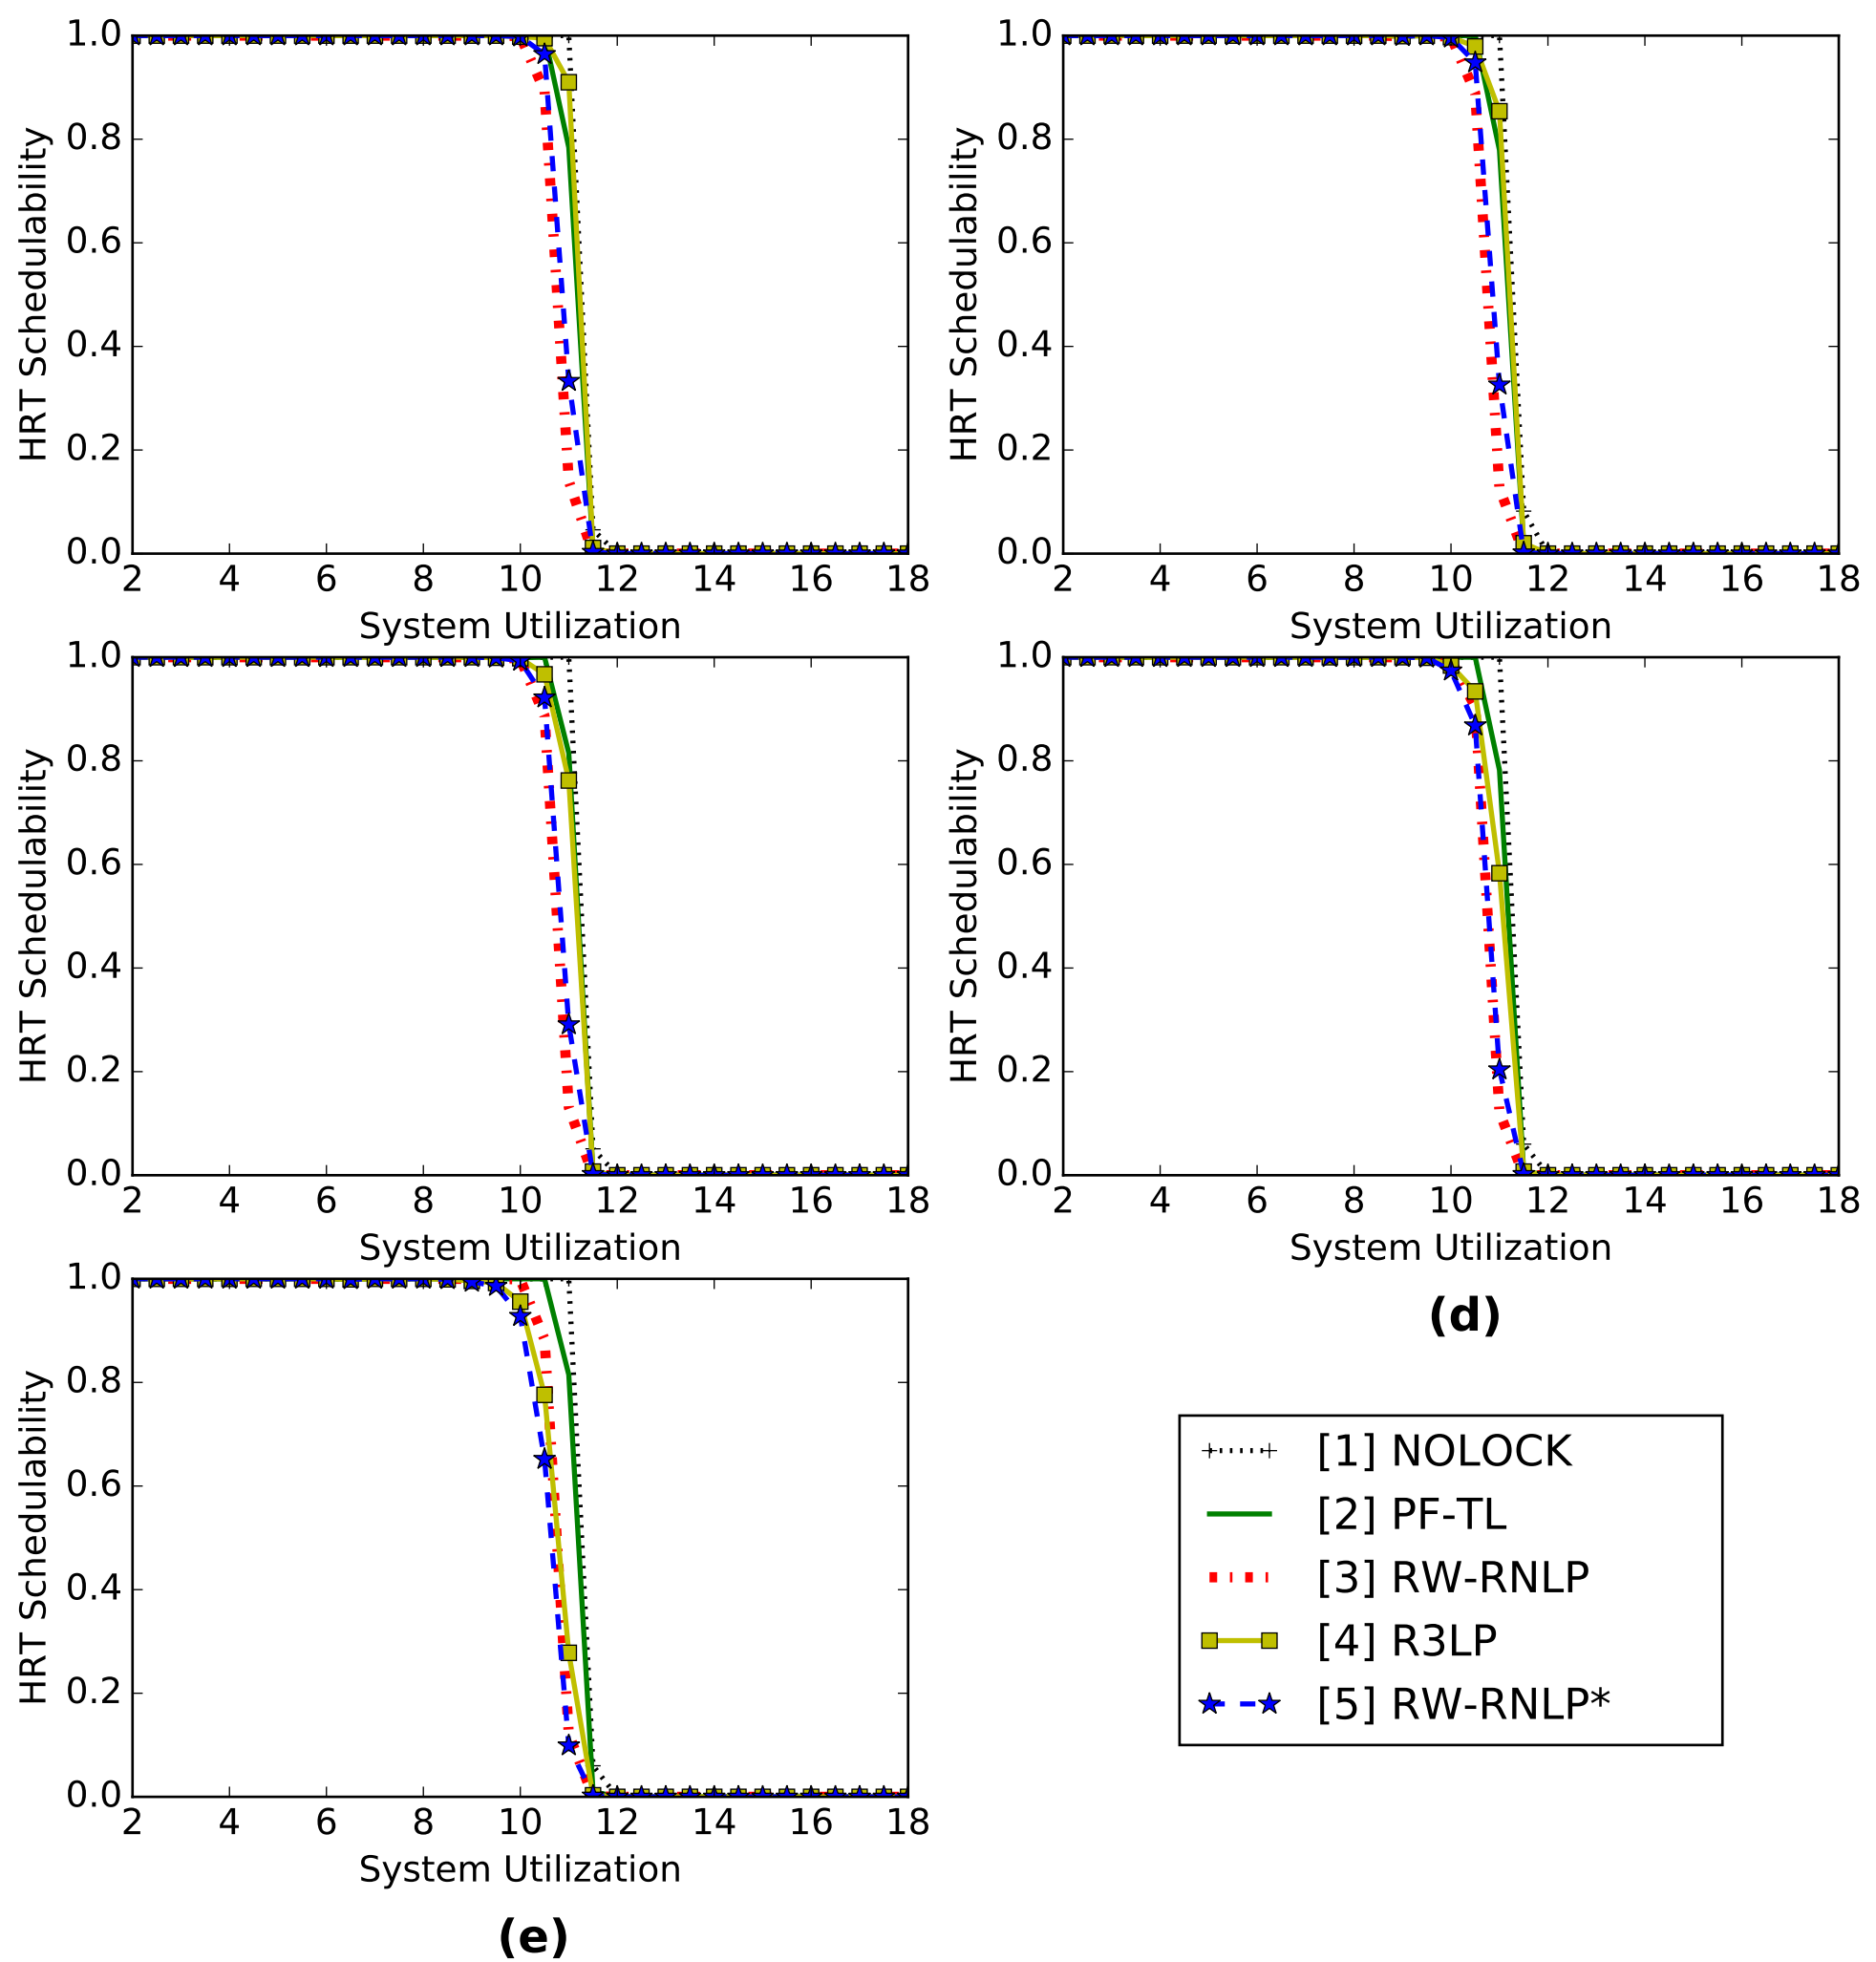 1.0
0.8
0.6
0.4
0.2
0.0
HRT Schedulability
2 4 6 8 10 12 14 16 18
System Utilization
1.0
0.8
0.6
0.4
0.2
0.0
HRT Schedulability
2 4 6 8 10 12 14 16 18
System Utilization
1.0
0.8
0.6
0.4
0.2
0.0
HRT Schedulability
2 4 6 8 10 12 14 16 18
System Utilization
1.0
0.8
0.6
0.4
0.2
0.0
HRT Schedulability
2 4 6 8 10 12 14 16 18
System Utilization
(d)
1.0
0.8
0.6
0.4
0.2
0.0
HRT Schedulability
2 4 6 8 10 12 14 16 18
System Utilization
(e)
[1] NOLOCK
[2] PF-TL
[3] RW-RNLP
[4] R3LP
[5] RW-RNLP*